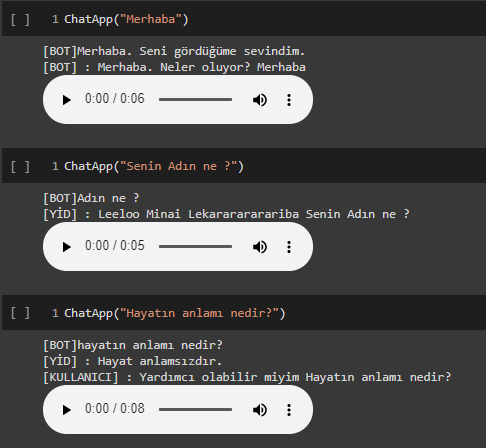 [ ] 1 ChatApp("Merhaba")
[BOT]Merhaba. Seni gördüğüme sevindim.
[BOT] : Merhaba. Neler oluyor? Merhaba
0:00 / 0:06
[ ] 1 ChatApp("Senin Adın ne ?")
[BOT]Adın ne ?
[YİD] : Leeloo Minai Lekarararararariba Senin Adın ne ?
0:00 / 0:05
[ ] 1 ChatApp("Hayatın anlamı nedir?")
[BOT]hayatın anlamı nedir?
[YİD] : Hayat anlamsızdır.
[KULLANICI] : Yardımcı olabilir miyim Hayatın anlamı nedir?
0:00 / 0:08